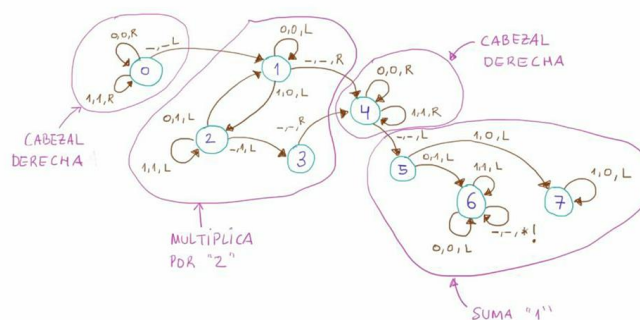 0,0,R
-,-,L
0
1,1,R
CABEZAL
DERECHA
0,0,L
1
-,-,R
0,1,L
1,0,L
2
1,1,L
-,1,L
3
-,-,R
MULTIPLICA
POR "2"
CABEZAL
DERECHA
0,0,R
4
1,1,R
-,-,L
5
1,0,L
0,1,L
1,1,L
6
0,0,L
-,-,*!
7
1,0,L
SUMA "1"